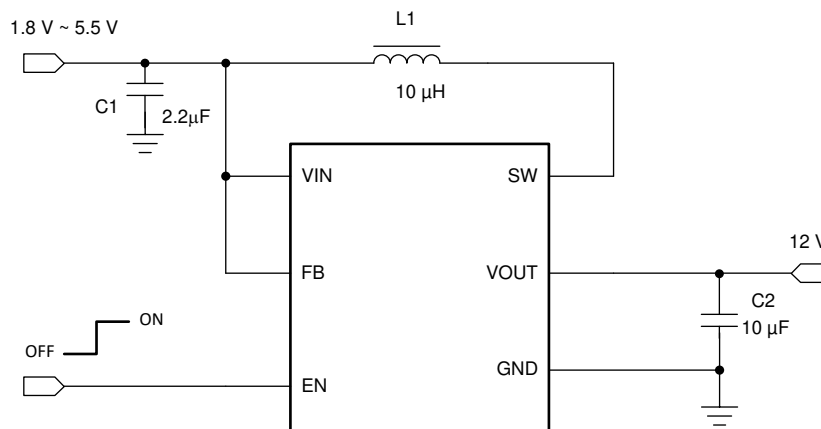 1.8 V ~ 5.5 V
L1
10 µH
C1
2.2µF
VIN
SW
FB
VOUT
12 V
C2
10 µF
ON
OFF
GND
EN